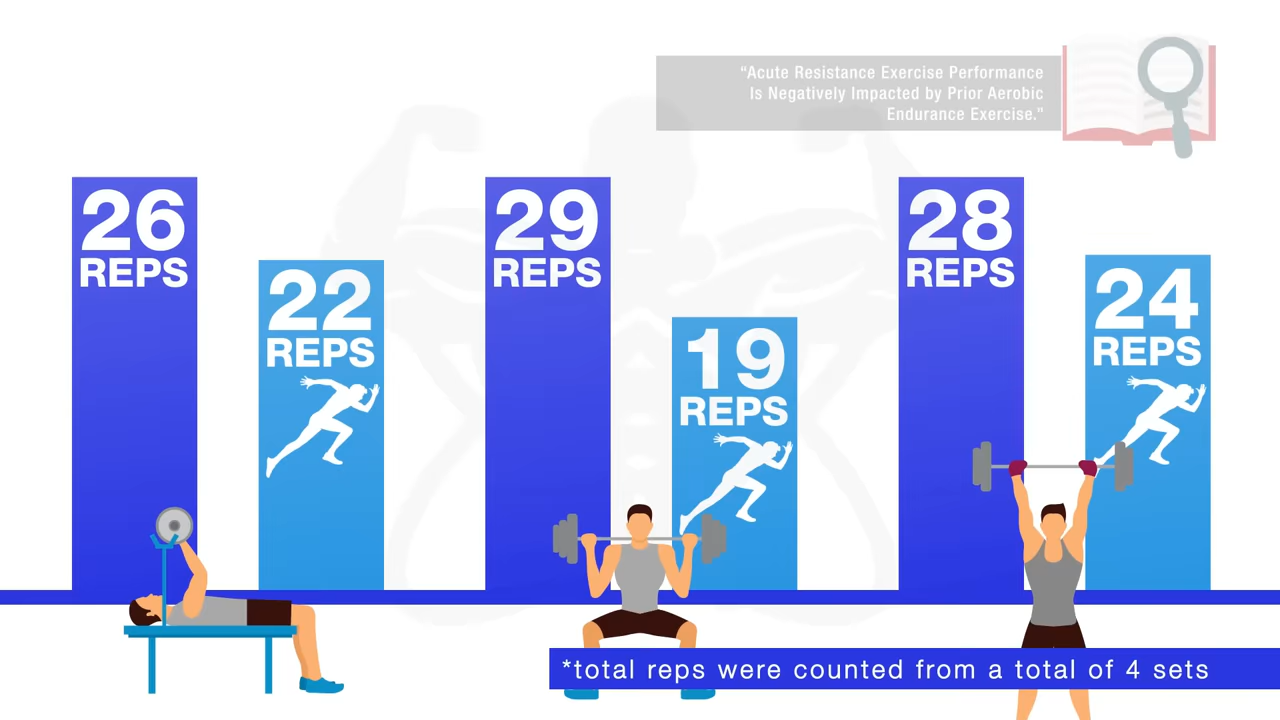 “Acute Resistance Exercise Performance
Is Negatively Impacted by Prior Aerobic
Endurance Exercise."
26
REPS
22
REPS
29
REPS
19
REPS
28
REPS
24
REPS
*total reps were counted from a total of 4 sets